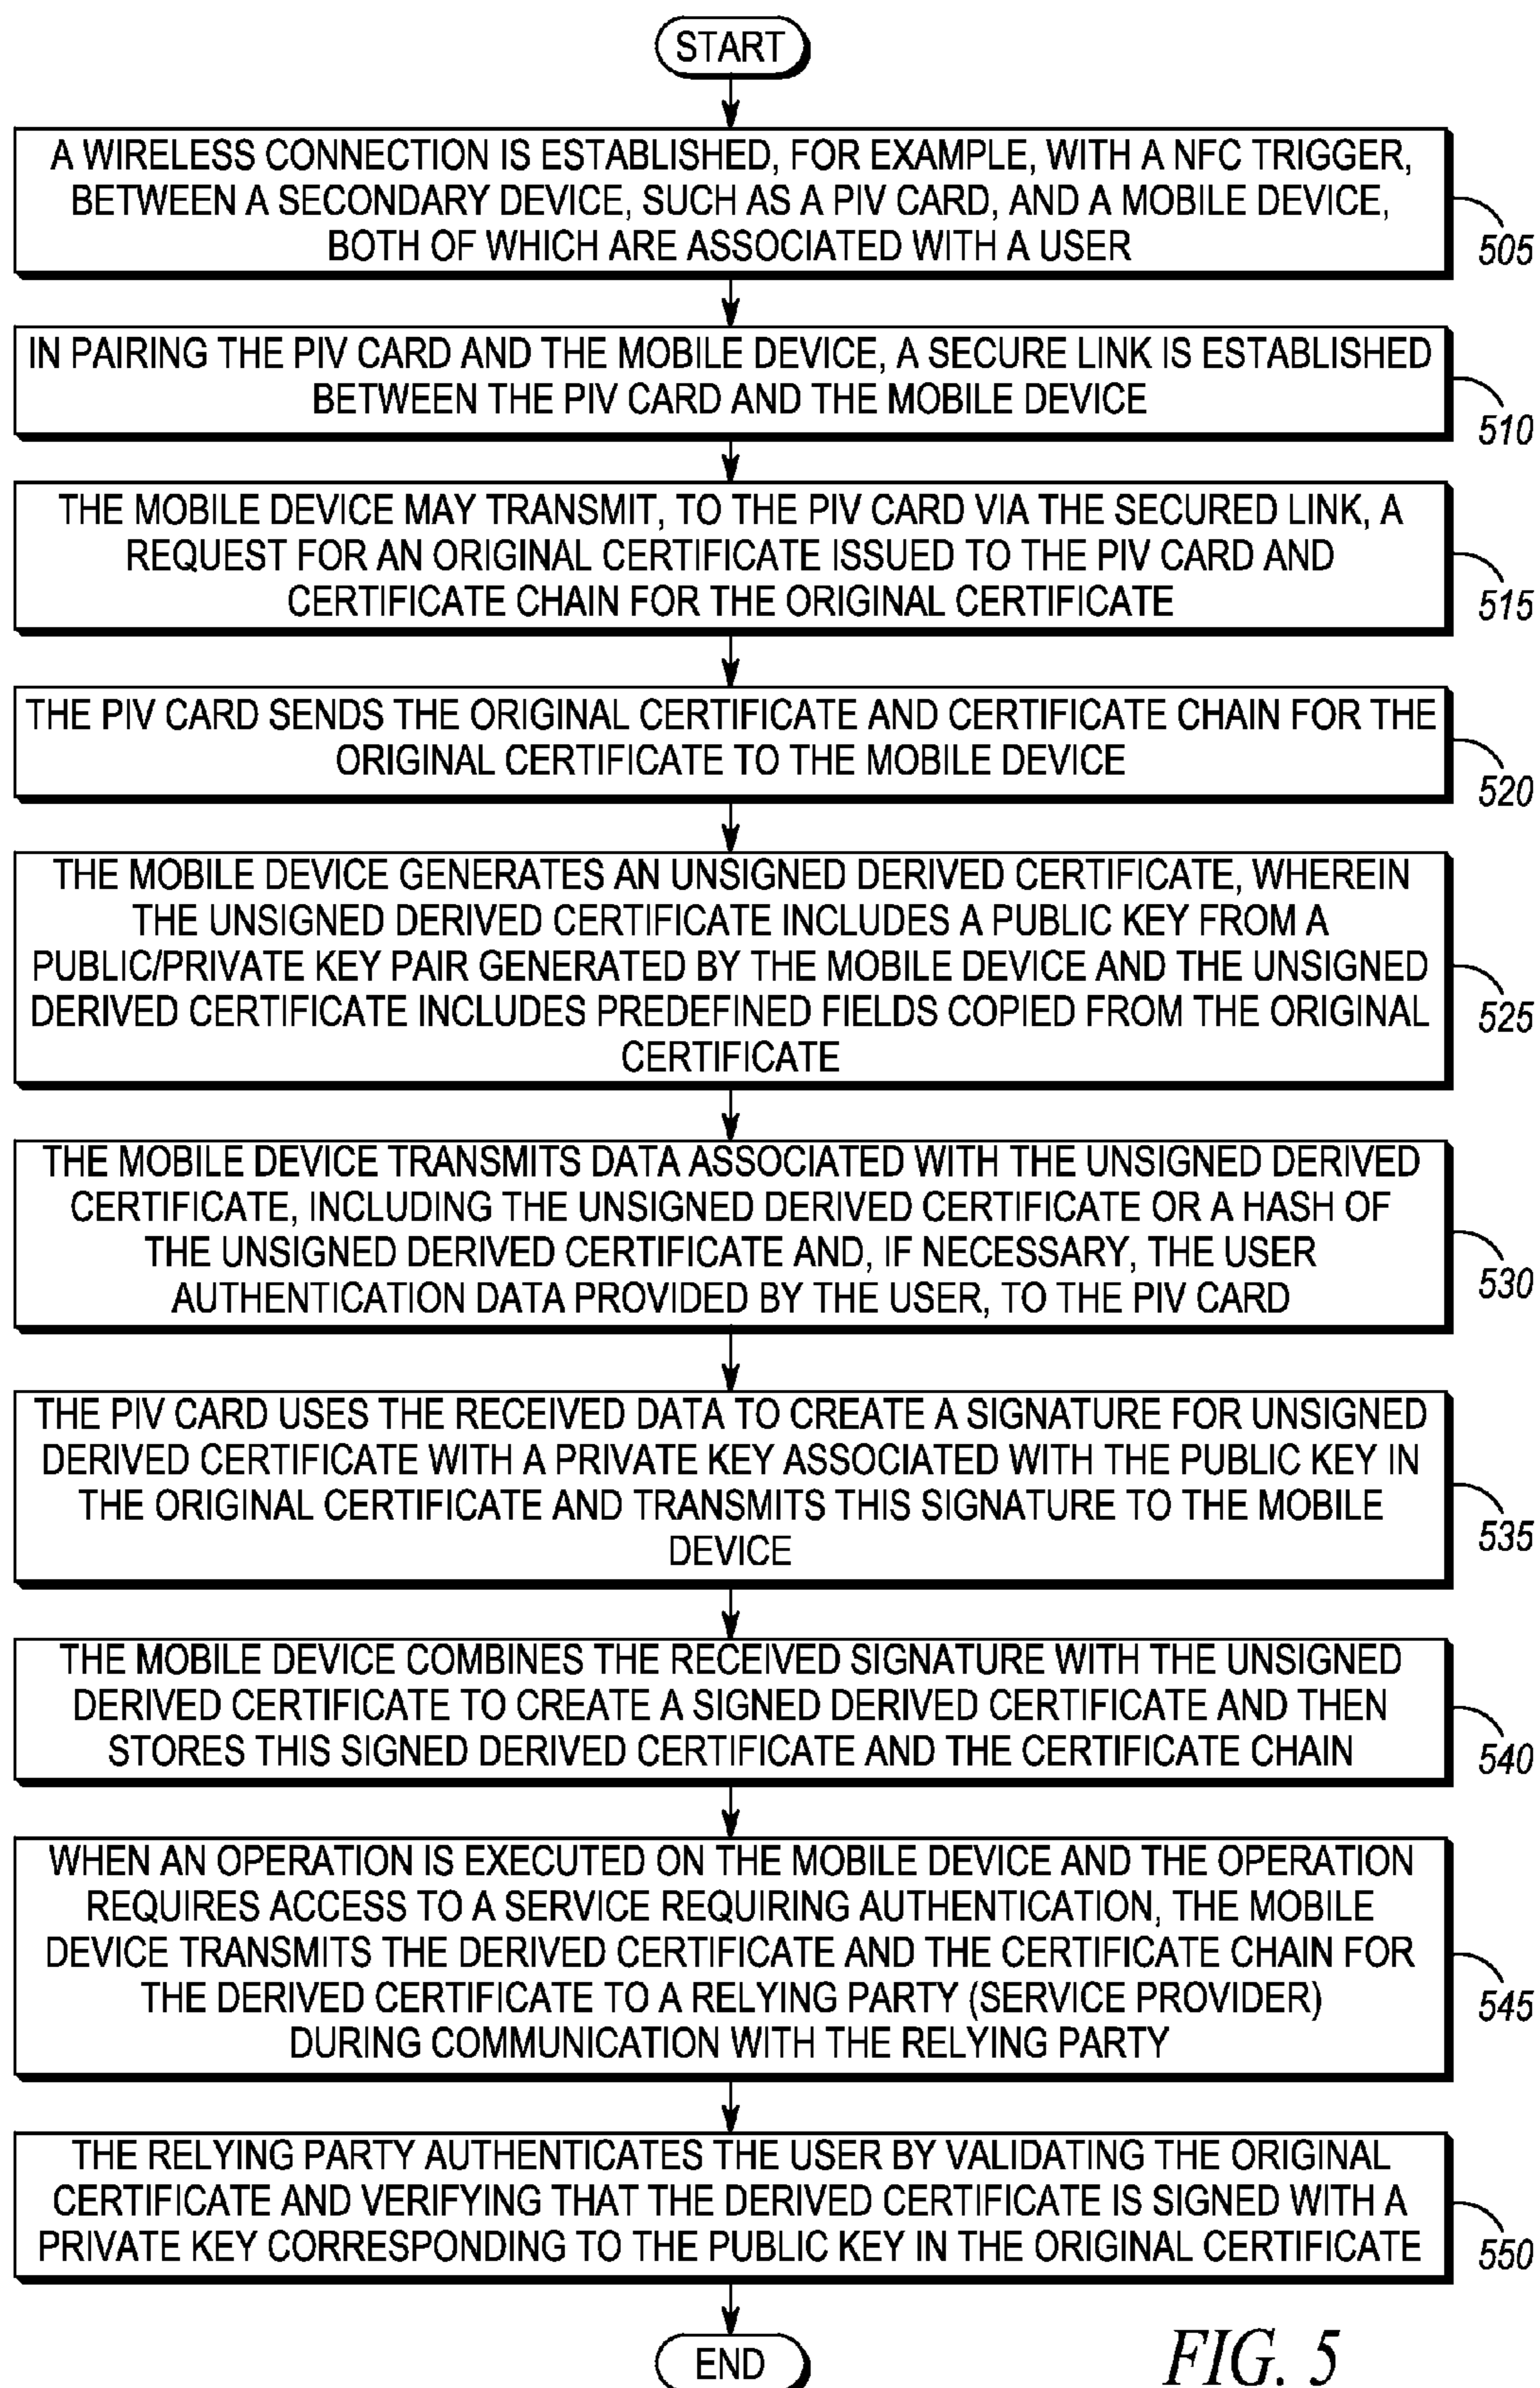 START
A WIRELESS CONNECTION IS ESTABLISHED, FOR EXAMPLE, WITH A NFC TRIGGER,
BETWEEN A SECONDARY DEVICE, SUCH AS A PIV CARD, AND A MOBILE DEVICE,
BOTH OF WHICH ARE ASSOCIATED WITH A USER
505
IN PAIRING THE PIV CARD AND THE MOBILE DEVICE, A SECURE LINK IS ESTABLISHED
BETWEEN THE PIV CARD AND THE MOBILE DEVICE
510
THE MOBILE DEVICE MAY TRANSMIT, TO THE PIV CARD VIA THE SECURED LINK, A
REQUEST FOR AN ORIGINAL CERTIFICATE ISSUED TO THE PIV CARD AND
CERTIFICATE CHAIN FOR THE ORIGINAL CERTIFICATE
515
THE PIV CARD SENDS THE ORIGINAL CERTIFICATE AND CERTIFICATE CHAIN FOR THE
ORIGINAL CERTIFICATE TO THE MOBILE DEVICE
520
THE MOBILE DEVICE GENERATES AN UNSIGNED DERIVED CERTIFICATE, WHEREIN
THE UNSIGNED DERIVED CERTIFICATE INCLUDES A PUBLIC KEY FROM A
PUBLIC/PRIVATE KEY PAIR GENERATED BY THE MOBILE DEVICE AND THE UNSIGNED
DERIVED CERTIFICATE INCLUDES PREDEFINED FIELDS COPIED FROM THE ORIGINAL
CERTIFICATE
525
THE MOBILE DEVICE TRANSMITS DATA ASSOCIATED WITH THE UNSIGNED DERIVED
CERTIFICATE, INCLUDING THE UNSIGNED DERIVED CERTIFICATE OR A HASH OF
THE UNSIGNED DERIVED CERTIFICATE AND, IF NECESSARY, THE USER
AUTHENTICATION DATA PROVIDED BY THE USER, TO THE PIV CARD
530
THE PIV CARD USES THE RECEIVED DATA TO CREATE A SIGNATURE FOR UNSIGNED
DERIVED CERTIFICATE WITH A PRIVATE KEY ASSOCIATED WITH THE PUBLIC KEY IN
THE ORIGINAL CERTIFICATE AND TRANSMITS THIS SIGNATURE TO THE MOBILE
DEVICE
535
THE MOBILE DEVICE COMBINES THE RECEIVED SIGNATURE WITH THE UNSIGNED
DERIVED CERTIFICATE TO CREATE A SIGNED DERIVED CERTIFICATE AND THEN
STORES THIS SIGNED DERIVED CERTIFICATE AND THE CERTIFICATE CHAIN
540
WHEN AN OPERATION IS EXECUTED ON THE MOBILE DEVICE AND THE OPERATION
REQUIRES ACCESS TO A SERVICE REQUIRING AUTHENTICATION, THE MOBILE
DEVICE TRANSMITS THE DERIVED CERTIFICATE AND THE CERTIFICATE CHAIN FOR
THE DERIVED CERTIFICATE TO A RELYING PARTY (SERVICE PROVIDER)
DURING COMMUNICATION WITH THE RELYING PARTY
545
THE RELYING PARTY AUTHENTICATES THE USER BY VALIDATING THE ORIGINAL
CERTIFICATE AND VERIFYING THAT THE DERIVED CERTIFICATE IS SIGNED WITH A
PRIVATE KEY CORRESPONDING TO THE PUBLIC KEY IN THE ORIGINAL CERTIFICATE
550
END
FIG. 5